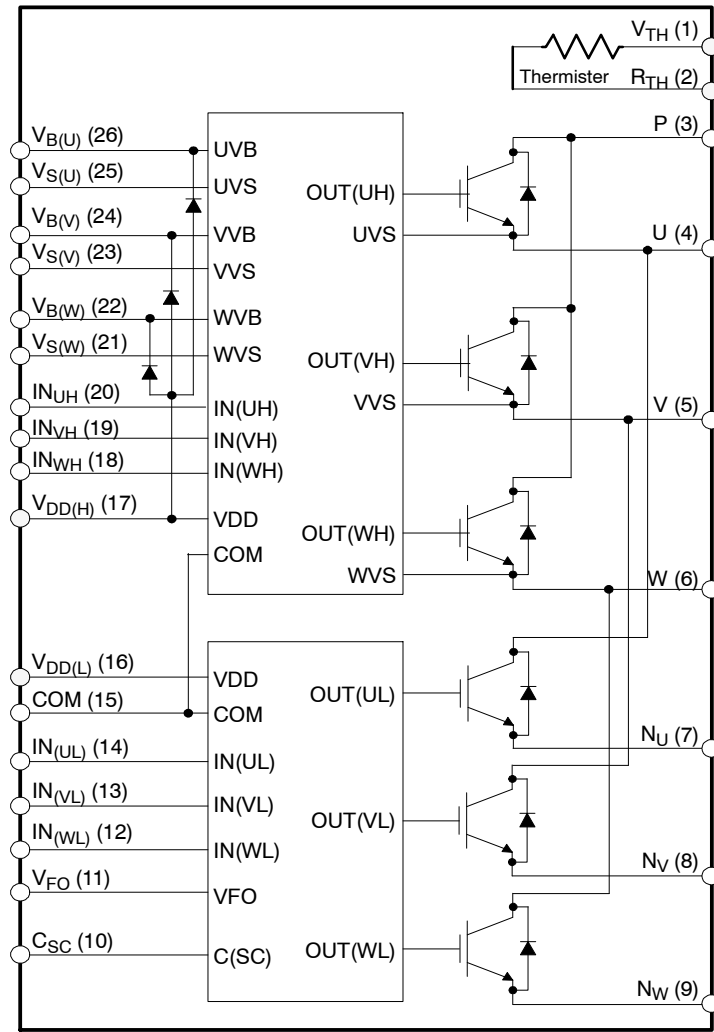 VTH (1)
Thermister
RTH (2)
VB(U) (26)
VS(U) (25)
VB(V) (24)
VS(V) (23)
VB(W) (22)
VS(W) (21)
INUH (20)
INVH (19)
INWH (18)
VDD(H) (17)
VDD(L) (16)
COM (15)
IN(UL) (14)
IN(VL) (13)
IN(WL) (12)
VFO (11)
CSC (10)
UVB
UVS
VVB
VVS
WVB
WVS
IN(UH)
IN(VH)
IN(WH)
VDD
COM
OUT(UH)
UVS
OUT(VH)
VVS
OUT(WH)
WVS
VDD
COM
IN(UL)
IN(VL)
IN(WL)
VFO
C(SC)
OUT(UL)
OUT(VL)
OUT(WL)
P (3)
U (4)
V (5)
W (6)
NU (7)
NV (8)
NW (9)